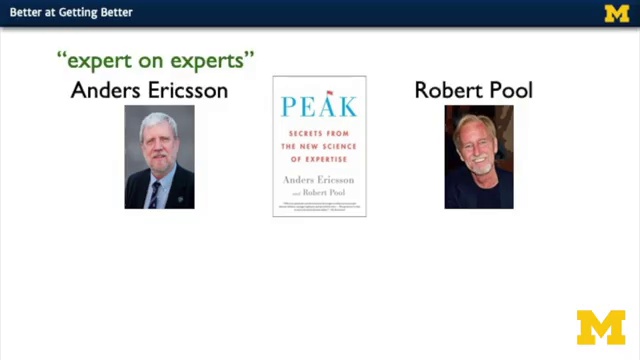 Better at Getting Better
M
“expert on experts”
Anders Ericsson
Robert Pool
PEAK
SECRETS FROM
THE NEW SCIENCE
OF EXPERTISE
Anders Ericsson
and Robert Pool
M